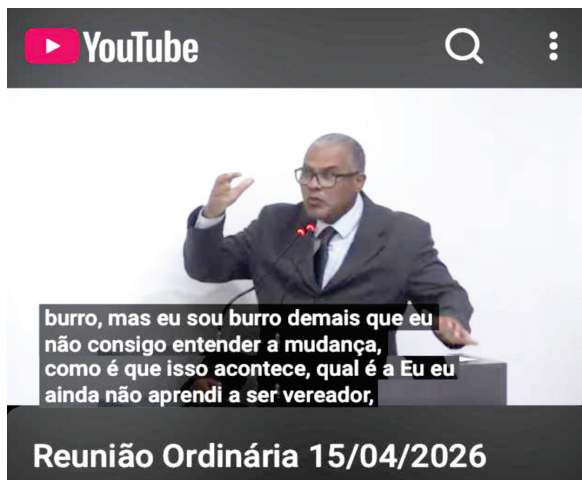 YouTube
burro, mas eu sou burro demais que eu
não consigo entender a mudança,
como é que isso acontece, qual é a Eu eu
ainda não aprendi a ser vereador,
Reunião Ordinária 15/04/2026